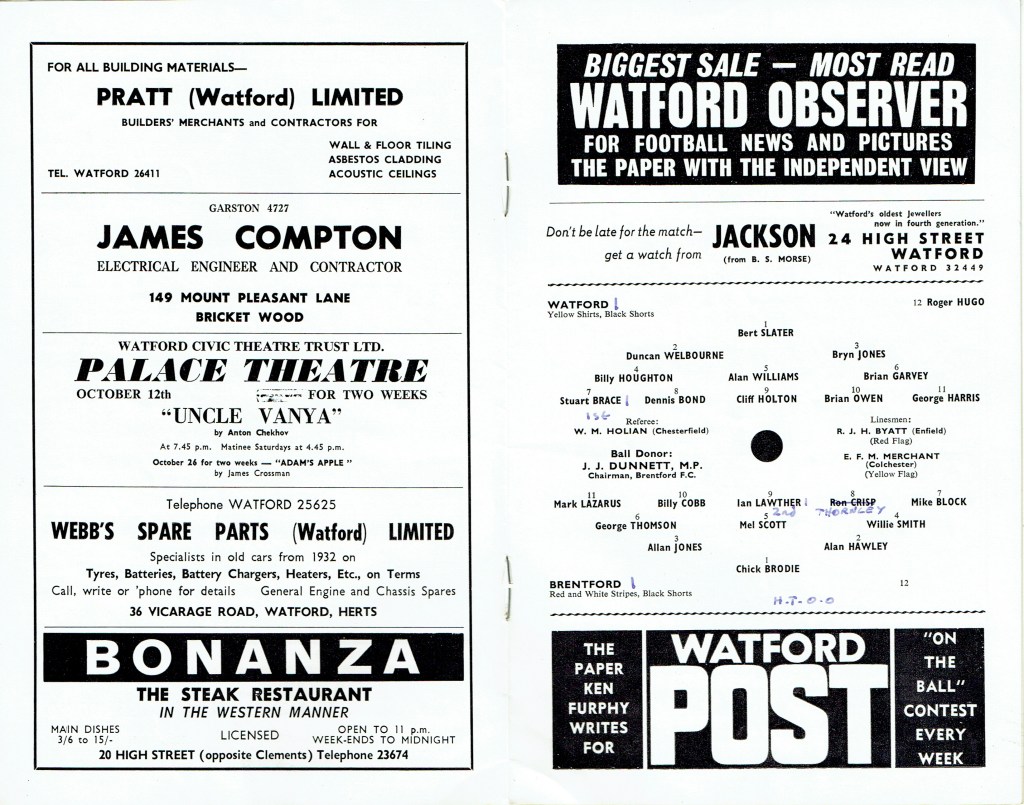 FOR ALL BUILDING MATERIALS—
PRATT (Watford) LIMITED
BUILDERS' MERCHANTS and CONTRACTORS FOR
WALL & FLOOR TILING
ASBESTOS CLADDING
TEL. WATFORD 26411 ACOUSTIC CEILINGS
GARSTON 4727
JAMES COMPTON
ELECTRICAL ENGINEER AND CONTRACTOR
149 MOUNT PLEASANT LANE
BRICKET WOOD
WATFORD CIVIC THEATRE TRUST LTD.
PALACE THEATRE
OCTOBER 12th FOR TWO WEEKS
"UNCLE VANYA"
by Anton Chekhov
At 7.45 p.m. Matinee Saturdays at 4.45 p.m.
October 26 for two weeks — "ADAM'S APPLE"
by James Crossman
Telephone WATFORD 25625
WEBB'S SPARE PARTS (Watford) LIMITED
Specialists in old cars from 1932 on
Tyres, Batteries, Battery Chargers, Heaters, Etc., on Terms
Call, write or 'phone for details General Engine and Chassis Spares
36 VICARAGE ROAD, WATFORD, HERTS
BONANZA
THE STEAK RESTAURANT
IN THE WESTERN MANNER
MAIN DISHES
3/6 to 15/-
LICENSED
OPEN TO 11 p.m.
WEEK-ENDS TO MIDNIGHT
20 HIGH STREET (opposite Clements) Telephone 23674
BIGGEST SALE — MOST READ
WATFORD OBSERVER
FOR FOOTBALL NEWS AND PICTURES
THE PAPER WITH THE INDEPENDENT VIEW
Don't be late for the match—
get a watch from
JACKSON
(from B. S. MORSE)
"Watford's oldest Jewellers
now in fourth generation."
24 HIGH STREET
WATFORD
WATFORD 32449
WATFORD 1 12 Roger HUGO
Yellow Shirts, Black Shorts
1
Bert SLATER
2 3
Duncan WELBOURNE Bryn JONES
4 5 6
Billy HOUGHTON Alan WILLIAMS Brian GARVEY
7 8 9 10 11
Stuart BRACE 1 Dennis BOND Cliff HOLTON Brian OWEN George HARRIS
Referee:
W. M. HOLIAN (Chesterfield)
Ball Donor:
J. J. DUNNETT, M.P.
Chairman, Brentford F.C.
Linesmen:
R. J. H. BYATT (Enfield)
(Red Flag)
E. F. M. MERCHANT
(Colchester)
(Yellow Flag)
11 10 9 8 7
Mark LAZARUS Billy COBB Ian LAWTHER 1 Ron CRISP Mike BLOCK
2nd THORNLEY
6 5 4
George THOMSON Mel SCOTT Willie SMITH
3 2
Allan JONES Alan HAWLEY
1
Chick BRODIE
BRENTFORD 1 12
Red and White Stripes, Black Shorts
H-T-0-0
THE
PAPER
KEN
FURPHY
WRITES
FOR
WATFORD
POST
"ON
THE
BALL"
CONTEST
EVERY
WEEK